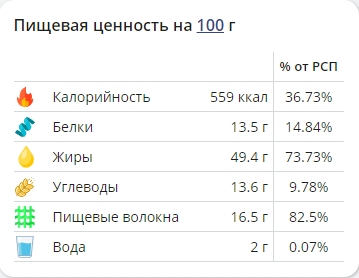 Пищевая ценность на 100 г
% от РСП
Калорийность 559 ккал 36.73%
Белки 13.5 г 14.84%
Жиры 49.4 г 73.73%
Углеводы 13.6 г 9.78%
Пищевые волокна 16.5 г 82.5%
Вода 2 г 0.07%